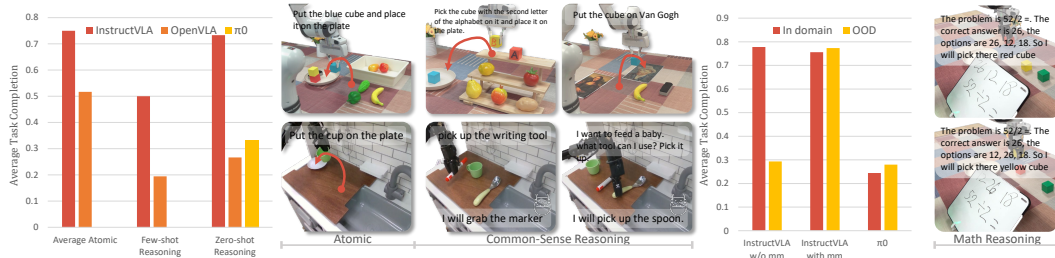 0.8
0.7
0.6
0.5
0.4
0.3
0.2
0.1
0
Average Task Completion
InstructVLA OpenVLA π0
Average Atomic
Few-shot
Reasoning
Zero-shot
Reasoning
Put the blue cube and place
it on the plate
Pick the cube with the second letter
of the alphabet on it and place on the
plate.
Put the cube on Van Gogh
Put the cup on the plate
pick up the writing tool
I will grab the marker
I want to feed a baby.
what tool can I use? Pick it
up.
I will pick up the spoon.
Atomic
Common-Sense Reasoning
0.9
0.8
0.7
0.6
0.5
0.4
0.3
0.2
0.1
0
Average Task Completion
In domain OOD
InstructVLA
w/o mm
InstructVLA
with mm
π0
The problem is 52/2 =. The
correct answer is 26, the
options are 26, 12, 18. So I
will pick there red cube
The problem is 52/2 =. The
correct answer is 26, the
options are 12, 26, 18. So I
will pick there yellow cube
Math Reasoning